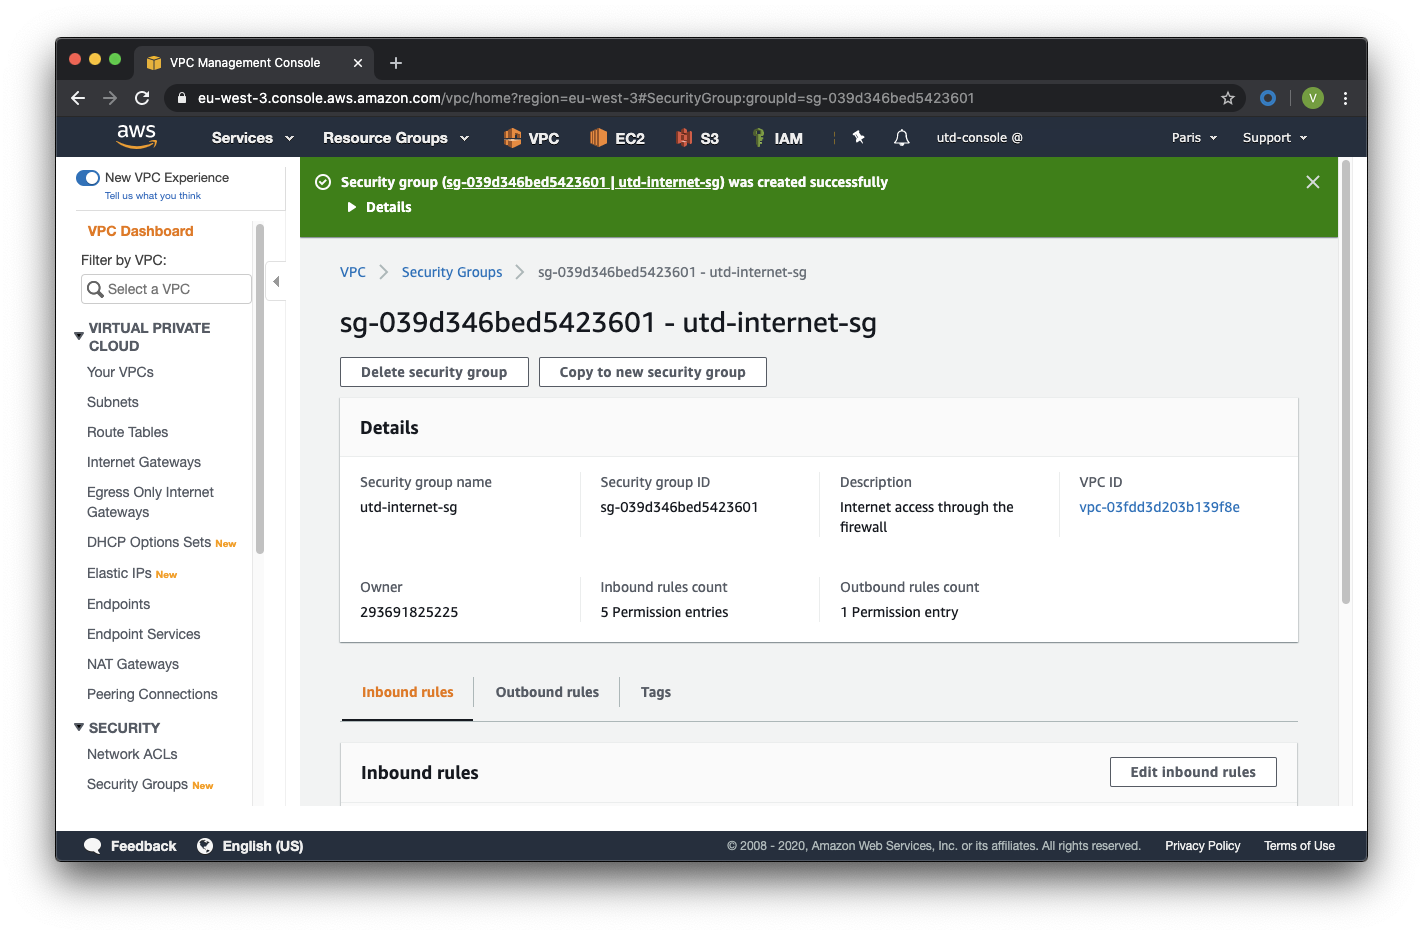 VPC Management Console
eu-west-3.console.aws.amazon.com/vpc/home?region=eu-west-3#SecurityGroup:groupId=sg-039d346bed5423601
V
aws
Services
Resource Groups
VPC
EC2
S3
IAM
utd-console @
Paris
Support
New VPC Experience
Tell us what you think
VPC Dashboard
Filter by VPC:
Select a VPC
VIRTUAL PRIVATE
CLOUD
Your VPCs
Subnets
Route Tables
Internet Gateways
Egress Only Internet
Gateways
DHCP Options Sets New
Elastic IPs New
Endpoints
Endpoint Services
NAT Gateways
Peering Connections
SECURITY
Network ACLs
Security Groups New
Security group (sg-039d346bed5423601 | utd-internet-sg) was created successfully
Details
VPC
Security Groups
sg-039d346bed5423601 - utd-internet-sg
sg-039d346bed5423601 - utd-internet-sg
Delete security group
Copy to new security group
Details
Security group name
utd-internet-sg
Security group ID
sg-039d346bed5423601
Description
Internet access through the
firewall
VPC ID
vpc-03fdd3d203b139f8e
Owner
293691825225
Inbound rules count
5 Permission entries
Outbound rules count
1 Permission entry
Inbound rules
Outbound rules
Tags
Inbound rules
Edit inbound rules
Feedback
English (US)
© 2008 - 2020, Amazon Web Services, Inc. or its affiliates. All rights reserved.
Privacy Policy
Terms of Use